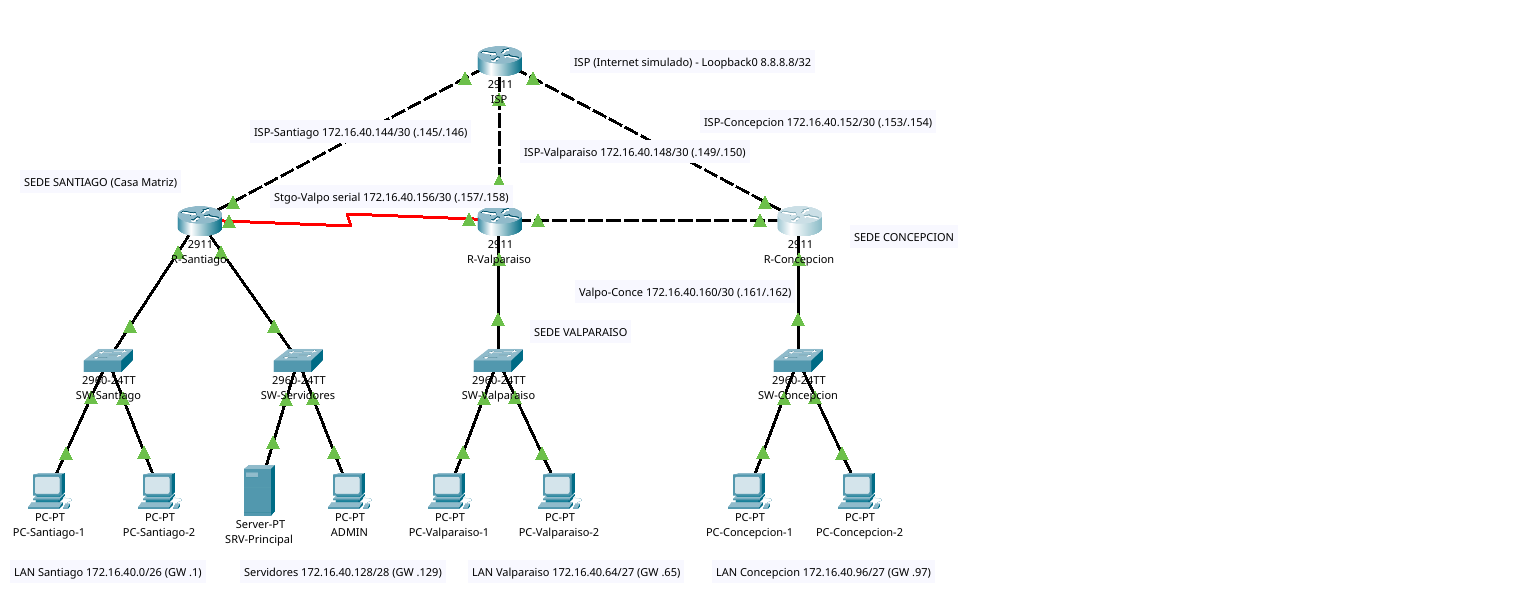 ISP (Internet simulado) - Loopback0 8.8.8.8/32
2911
ISP
ISP-Concepcion 172.16.40.152/30 (.153/.154)
ISP-Santiago 172.16.40.144/30 (.145/.146)
ISP-Valparaiso 172.16.40.148/30 (.149/.150)
SEDE SANTIAGO (Casa Matriz)
Stgo-Valpo serial 172.16.40.156/30 (.157/.158)
2911
R-Santiago
2911
R-Valparaiso
2911
R-Concepcion
SEDE CONCEPCION
Valpo-Conce 172.16.40.160/30 (.161/.162)
SEDE VALPARAISO
2960-24TT
SW-Santiago
2960-24TT
SW-Servidores
2960-24TT
SW-Valparaiso
2960-24TT
SW-Concepcion
PC-PT
PC-Santiago-1
PC-PT
PC-Santiago-2
Server-PT
SRV-Principal
PC-PT
ADMIN
PC-PT
PC-Valparaiso-1
PC-PT
PC-Valparaiso-2
PC-PT
PC-Concepcion-1
PC-PT
PC-Concepcion-2
LAN Santiago 172.16.40.0/26 (GW .1)
Servidores 172.16.40.128/28 (GW .129)
LAN Valparaiso 172.16.40.64/27 (GW .65)
LAN Concepcion 172.16.40.96/27 (GW .97)